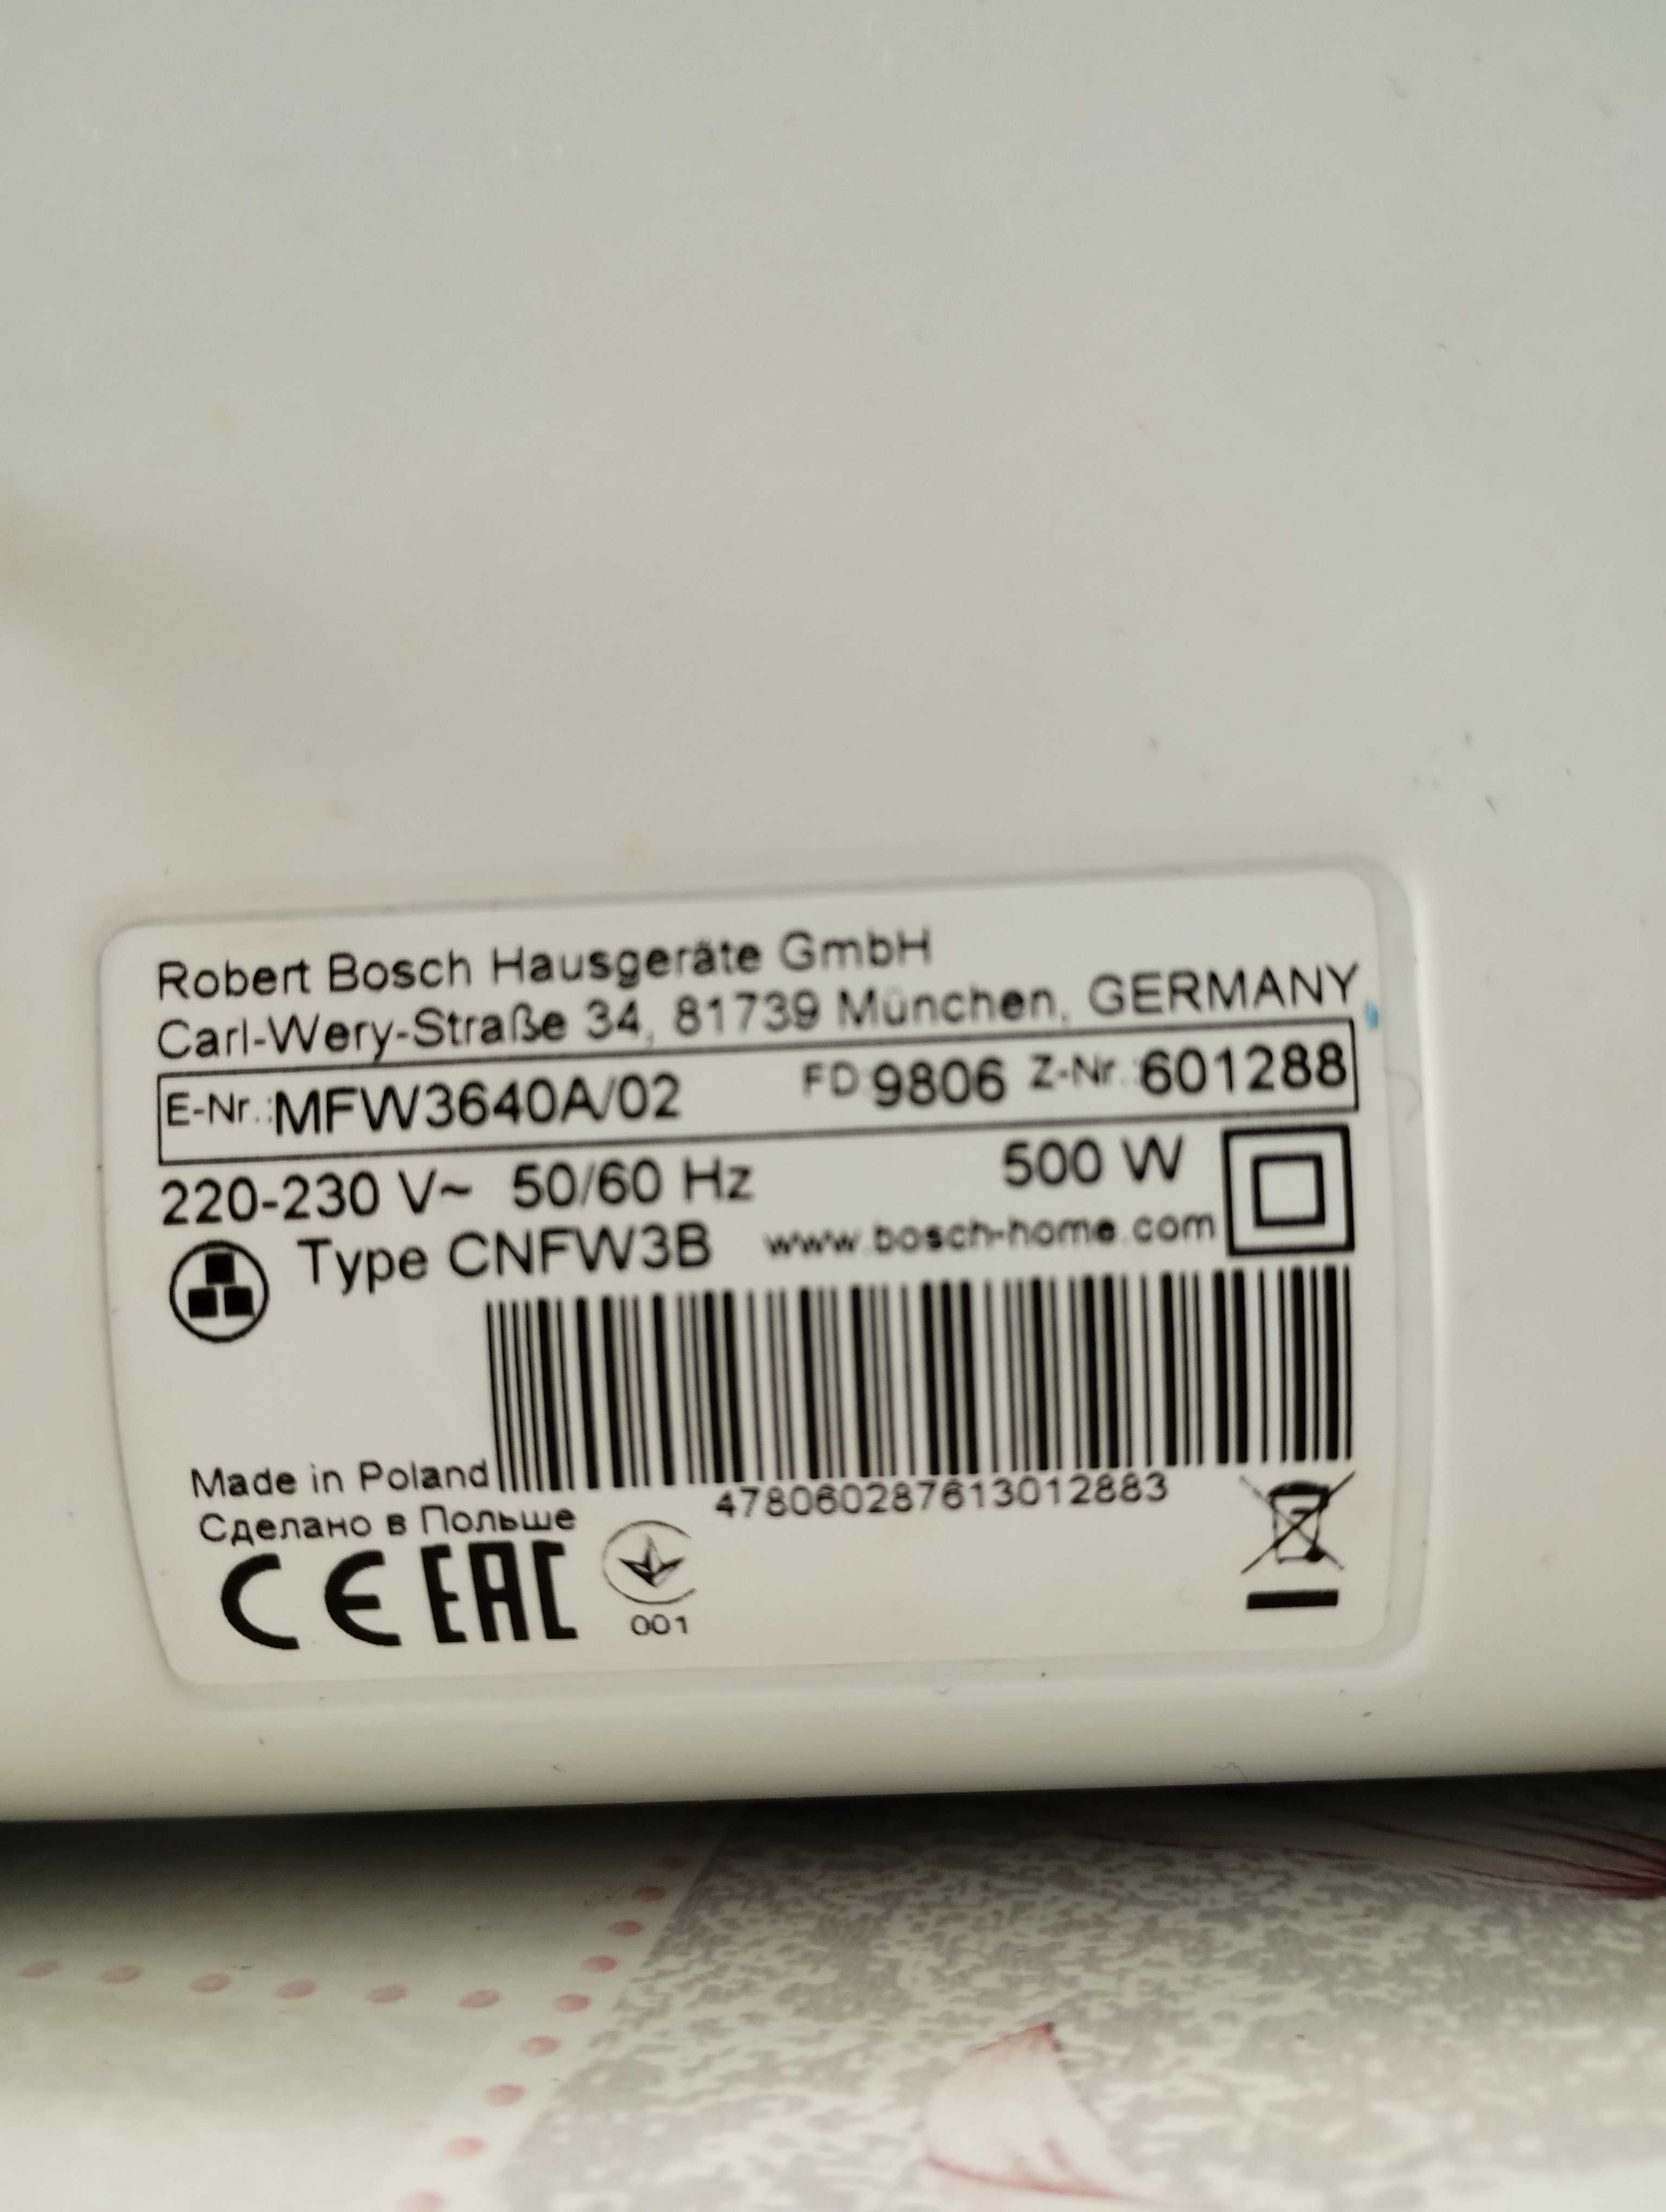 Robert Bosch Hausgeräte GmbH
Carl-Wery-Straße 34, 81739 München, GERMANY
E-Nr.:MFW3640A/02 FD 9806 Z-Nr.:601288
220-230 V~ 50/60 Hz 500 W
Type CNFW3B www.bosch-home.com
Made in Poland
478060287613012883
Сделано в Польше
CE EAC
001